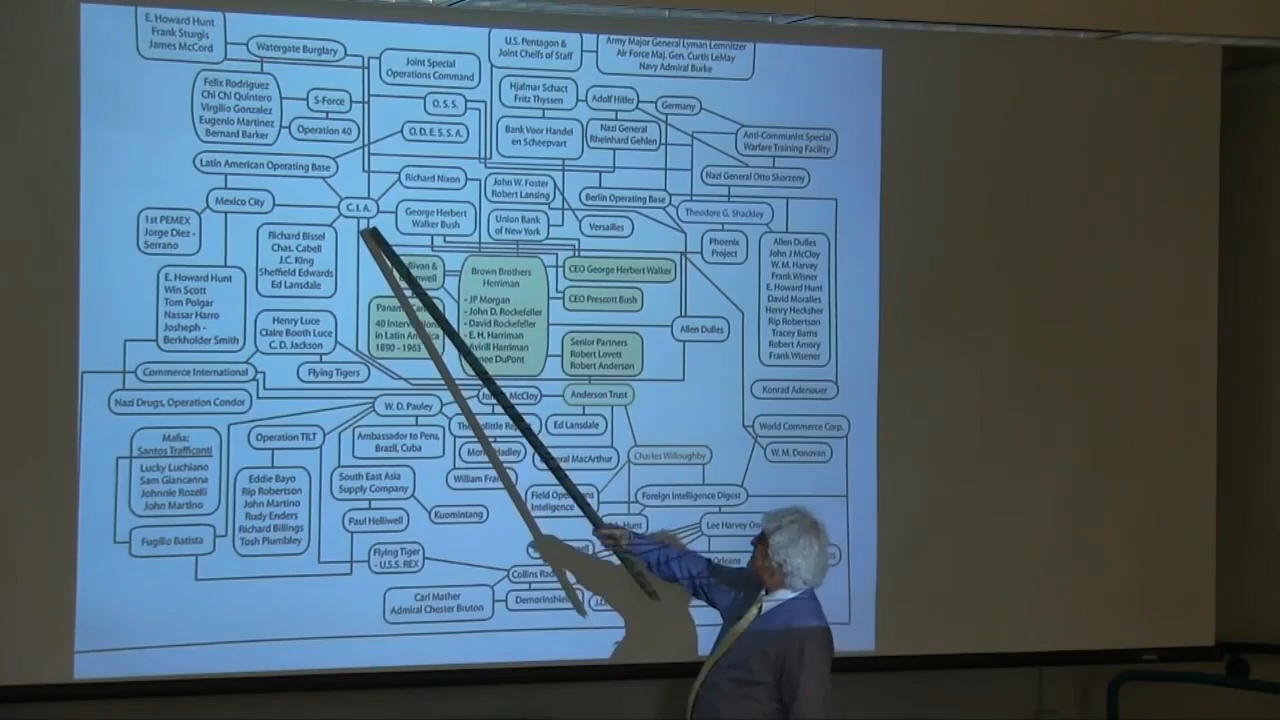 E. Howard Hunt
Frank Sturgis
James McCord
Watergate Burglary
Joint Special
Operations Command
U.S. Pentagon &
Joint Cheifs of Staff
Army Major General Lyman Lemnitzer
Air Force Maj. Gen. Curtis LeMay
Navy Admiral Burke
Felix Rodriguez
Chi Chi Quintero
Virgilio Gonzalez
Eugenio Martinez
Bernard Barker
S-Force
Operation 40
O.S.S.
O.D.E.S.S.A.
Hjalmar Schact
Fritz Thyssen
Adolf Hitler
Germany
Bank Voor Handel
en Scheepvart
Nazi General
Rheinhard Gehlen
Anti-Communist Special
Warfare Training Facility
Latin American Operating Base
Richard Nixon
John W. Foster
Robert Lansing
Berlin Operating Base
Nazi General Otto Skorzeny
Mexico City
C.I.A.
George Herbert
Walker Bush
Union Bank
of New York
Versailles
Theodore G. Shackley
1st PEMEX
Jorge Diez -
Serrano
Richard Bissel
Chas. Cabell
J.C. King
Sheffield Edwards
Ed Lansdale
Phoenix
Project
Allen Dulles
John J McCloy
W. M. Harvey
Frank Wisner
E. Howard Hunt
David Moralles
Henry Hecksher
Rip Robertson
Tracey Barns
Robert Amory
Frank Wisener
Brown Brothers
Herriman
- JP Morgan
- John D. Rockefeller
- David Rockefeller
- E. H. Harriman
CEO George Herbert Walker
CEO Prescott Bush
E. Howard Hunt
Win Scott
Tom Polgar
Nassar Harro
Josheph -
Berkholder Smith
40
in Latin
1890 - 1963
Henry Luce
Claire Booth Luce
C. D. Jackson
Senior Partners
Robert Lovett
Robert Anderson
Allen Dulles
Commerce International
Flying Tigers
Konrad Adenouer
Nazi Drugs, Operation Condor
W. D. Pauley
McCloy
Anderson Trust
Mafia:
Santos Trafficanti
Lucky Luchiano
Sam Giancanna
Johnnie Rozelli
John Martino
Operation TILT
Ambassador to Peru,
Brazil, Cuba
Ed Lansdale
World Commerce Corp.
W. M. Donovan
MacArthur
Charles Willoughby
Eddie Bayo
Rip Robertson
John Martino
Rudy Enders
Richard Billings
Tosh Plumbley
South East Asia
Supply Company
William
Field
Inteligence
Foreign Intelligence Digest
Kuomintang
Paul Helliwell
Hunt
Lee Harvey
Fugilio Batista
Flying Tiger
- U.S.S. REX
Collins
Carl Mather
Admiral Chester Bruton